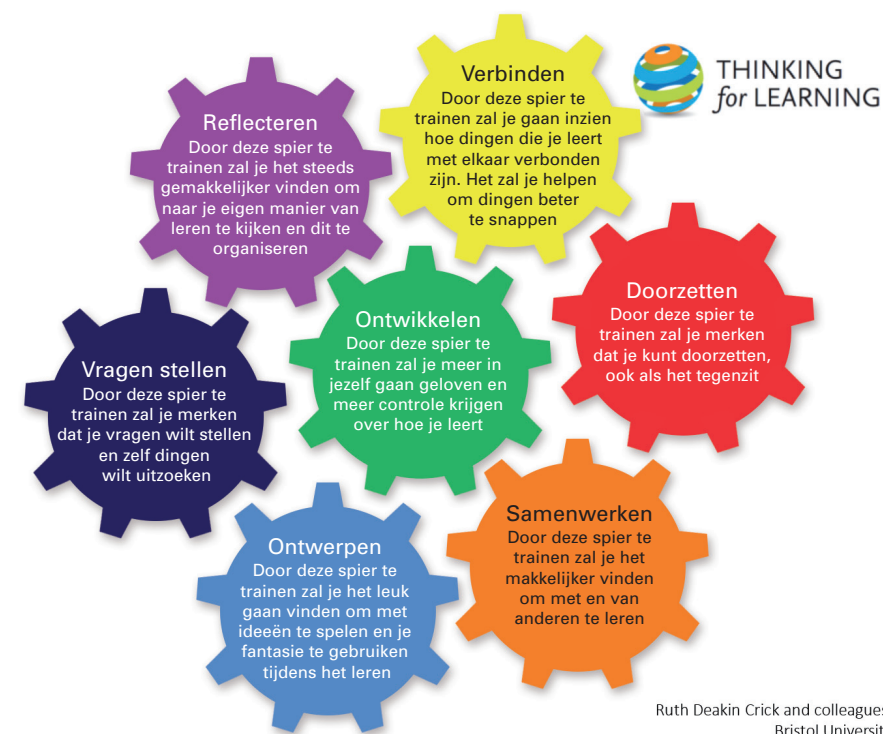 Verbinden
Door deze spier te
trainen zal je gaan inzien
hoe dingen die je leert
met elkaar verbonden
zijn. Het zal je helpen
om dingen beter
te snappen
THINKING
for LEARNING
Reflecteren
Door deze spier te
trainen zal je het steeds
gemakkelijker vinden om
naar je eigen manier van
leren te kijken en dit te
organiseren
Doorzetten
Door deze spier te
trainen zal je merken
dat je kunt doorzetten,
ook als het tegenzit
Ontwikkelen
Door deze spier te
trainen zal je meer in
jezelf gaan geloven en
meer controle krijgen
over hoe je leert
Vragen stellen
Door deze spier te
trainen zal je merken
dat je vragen wilt stellen
en zelf dingen
wilt uitzoeken
Samenwerken
Door deze spier te
trainen zal je het
makkelijker vinden
om met en van
anderen te leren
Ontwerpen
Door deze spier te
trainen zal je het leuk
gaan vinden om met
ideeën te spelen en je
fantasie te gebruiken
tijdens het leren
Ruth Deakin Crick and colleagues
Bristol Universit